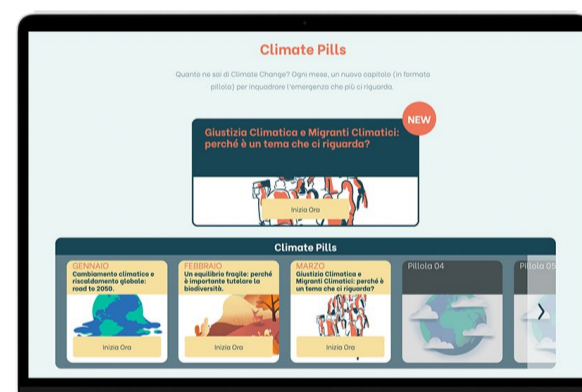 Climate Pills
Quanto ne sai di Climate Change? Ogni mese, un nuovo capitolo (in formato
pillola) per inquadrare l'emergenza che più ci riguarda.
NEW
Giustizia Climatica e Migranti Climatici:
perché è un tema che ci riguarda?
Inizia Ora
Climate Pills
GENNAIO
Cambiamento climatico e
riscaldamento globale:
road to 2050.
Inizia Ora
FEBBRAIO
Un equilibrio fragile: perché
è importante tutelare la
biodiversità.
Inizia Ora
MARZO
Giustizia Climatica e
Migranti Climatici: perché è
un tema che ci riguarda?
Inizia Ora
Pillola 04
Pillola 05